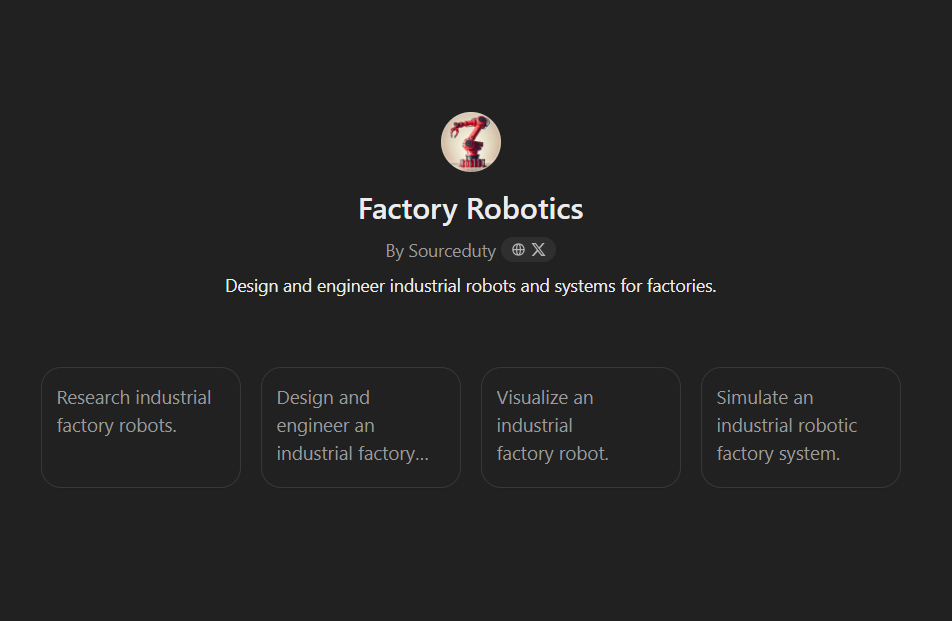 Factory Robotics
By Sourceduty
Design and engineer industrial robots and systems for factories.
Research industrial
factory robots.
Design and
engineer an
industrial factory...
Visualize an
industrial
factory robot.
Simulate an
industrial robotic
factory system.